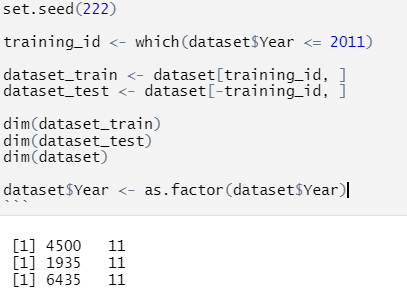 set.seed(222)
training_id <- which(dataset$Year <= 2011)
dataset_train <- dataset[training_id, ]
dataset_test <- dataset[-training_id, ]
dim(dataset_train)
dim(dataset_test)
dim(dataset)
dataset$Year <- as.factor(dataset$Year)
```
[1] 4500   11
[1] 1935   11
[1] 6435   11